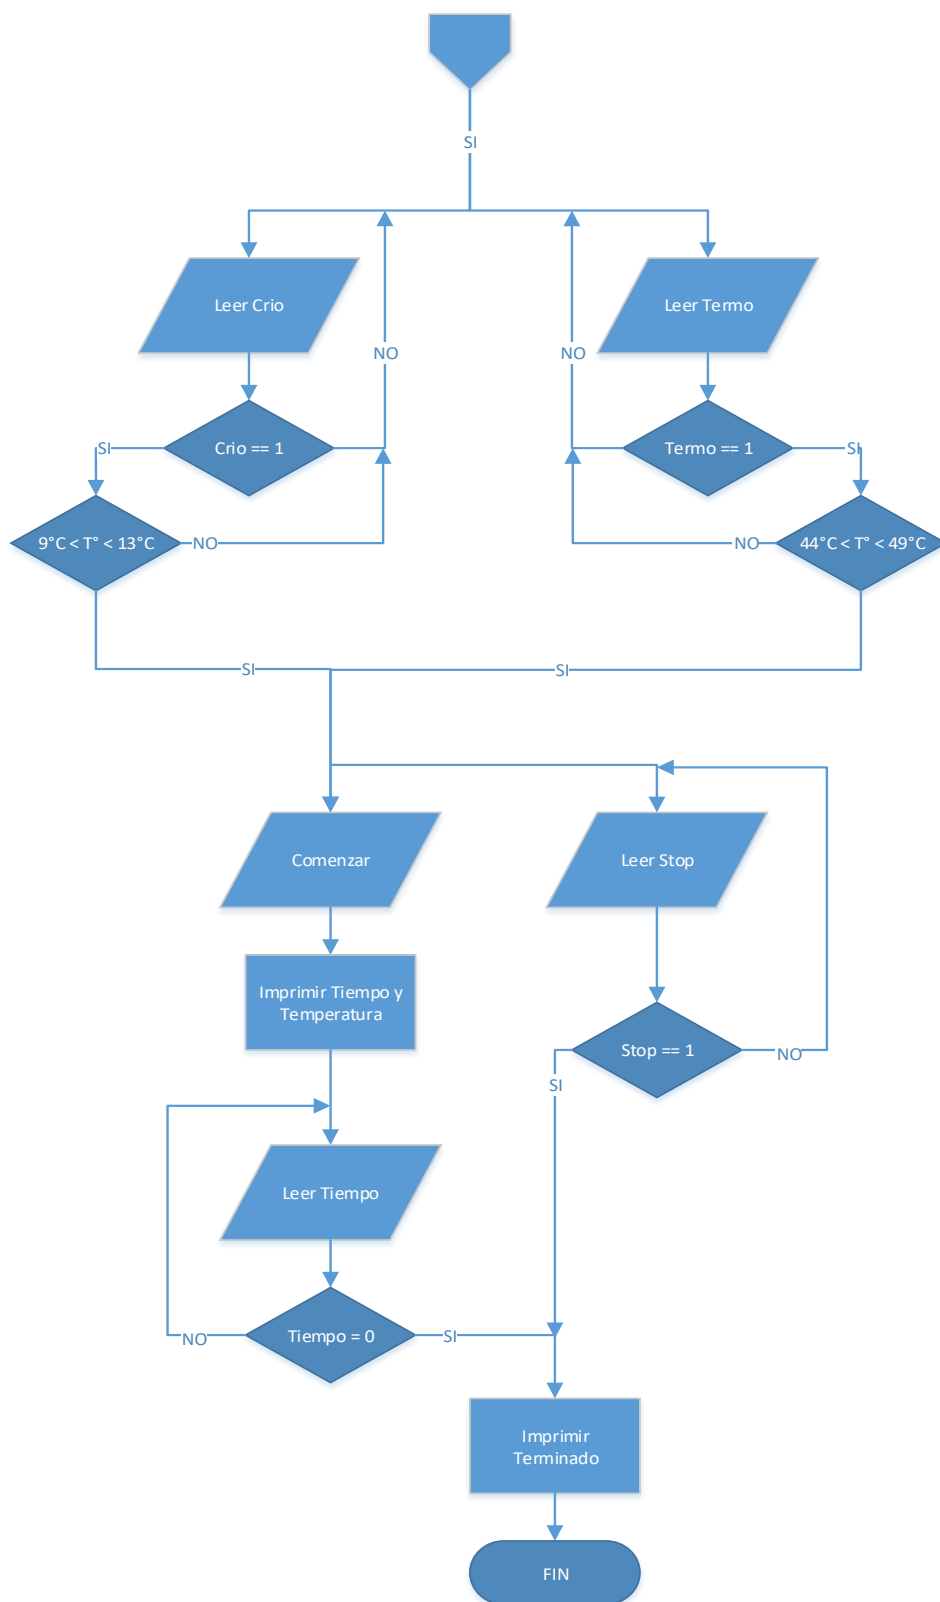 SI
Leer Crio
Leer Termo
NO
NO
SI
Crio == 1
Termo == 1
SI
9°C < T° < 13°C
NO
NO
44°C < T° < 49°C
SI
SI
Comenzar
Leer Stop
Imprimir Tiempo y
Temperatura
Stop == 1
NO
SI
Leer Tiempo
NO
Tiempo = 0
SI
Imprimir
Terminado
FIN